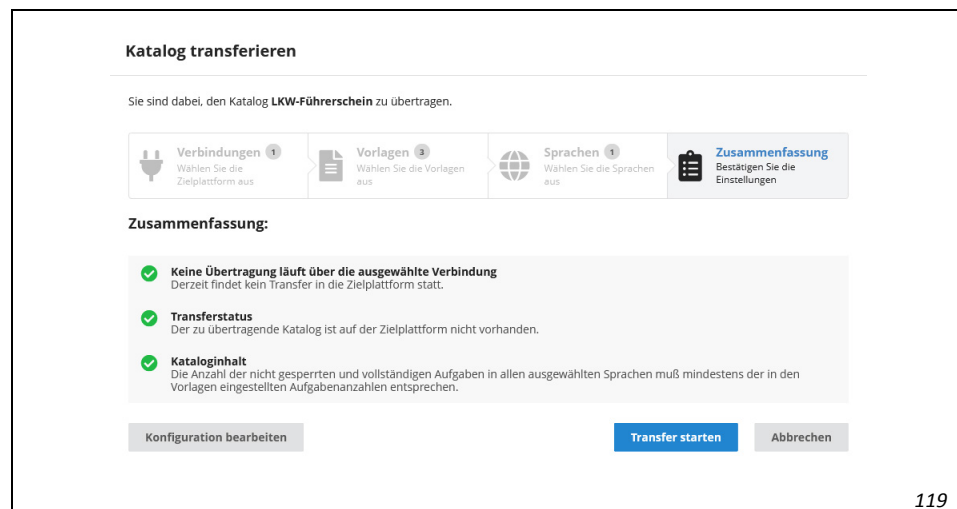 Katalog transferieren
Sie sind dabei, den Katalog LKW-Führerschein zu übertragen.
Verbindungen 1
Wählen Sie die
Zielplattform aus
Vorlagen 3
Wählen Sie die Vorlagen
aus
Sprachen 1
Wählen Sie die Sprachen
aus
Zusammenfassung
Bestätigen Sie die
Einstellungen
Zusammenfassung:
Keine Übertragung läuft über die ausgewählte Verbindung
Derzeit findet kein Transfer in die Zielplattform statt.
Transferstatus
Der zu übertragende Katalog ist auf der Zielplattform nicht vorhanden.
Kataloginhalt
Die Anzahl der nicht gesperrten und vollständigen Aufgaben in allen ausgewählten Sprachen muß mindestens der in den
Vorlagen eingestellten Aufgabenanzahlen entsprechen.
Konfiguration bearbeiten
Transfer starten
Abbrechen
119